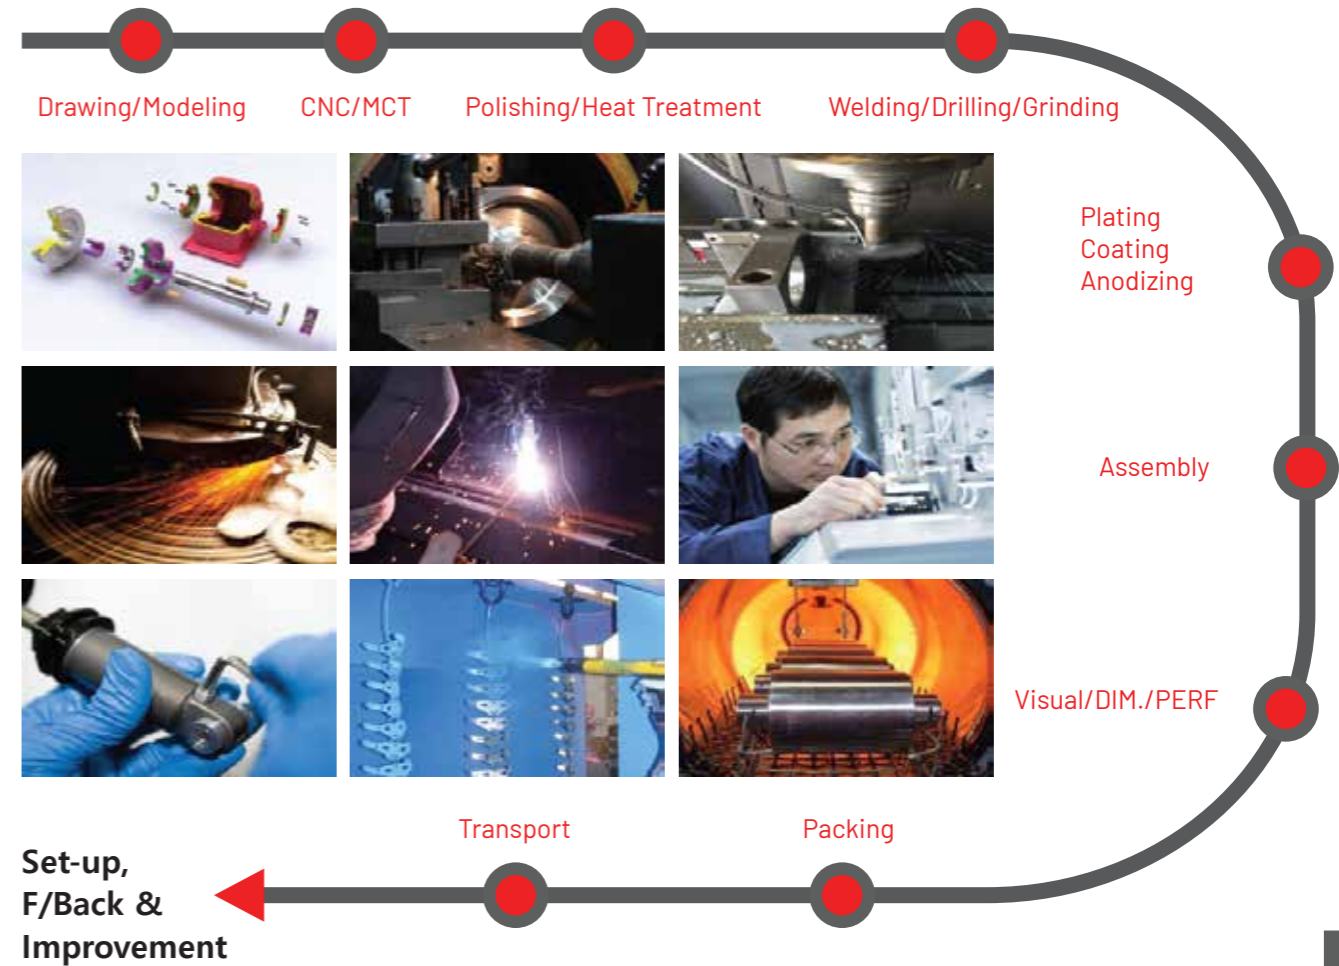 Drawing/Modeling
CNC/MCT
Polishing/Heat Treatment
Welding/Drilling/Grinding
Plating
Coating
Anodizing
Assembly
Visual/DIM./PERF
Packing
Transport
Set-up,
F/Back &
Improvement